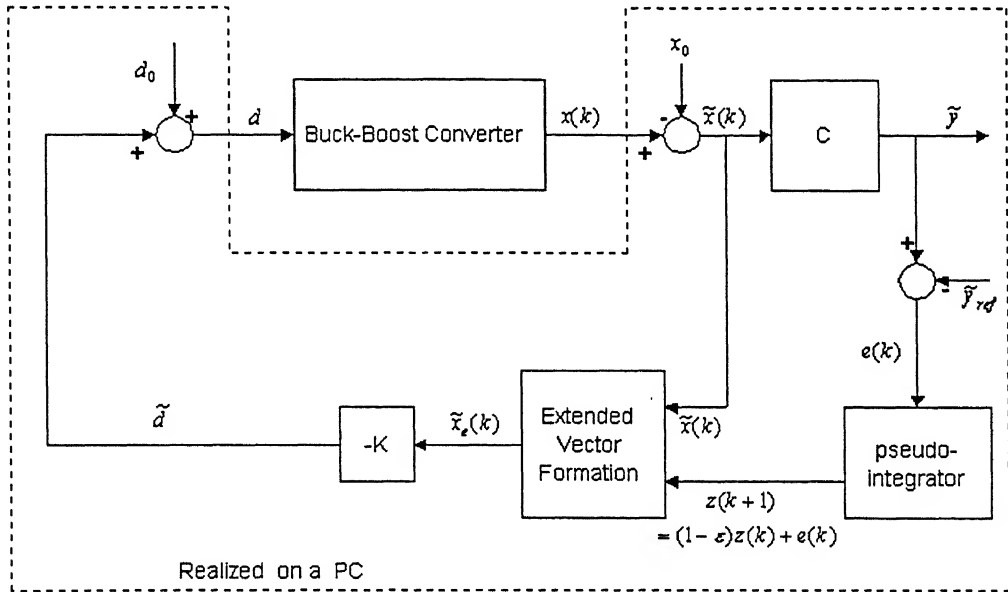 x₀
d₀
+
d
Buck-Boost Converter
x(k)
-
x̃(k)
C
ỹ
+
+
+
-
ỹ_ref
e(k)
d̃
-K
x̃ₑ(k)
Extended
Vector
Formation
x̃(k)
pseudo-
integrator
z(k+1)
= (1-ε)z(k)+e(k)
Realized on a PC